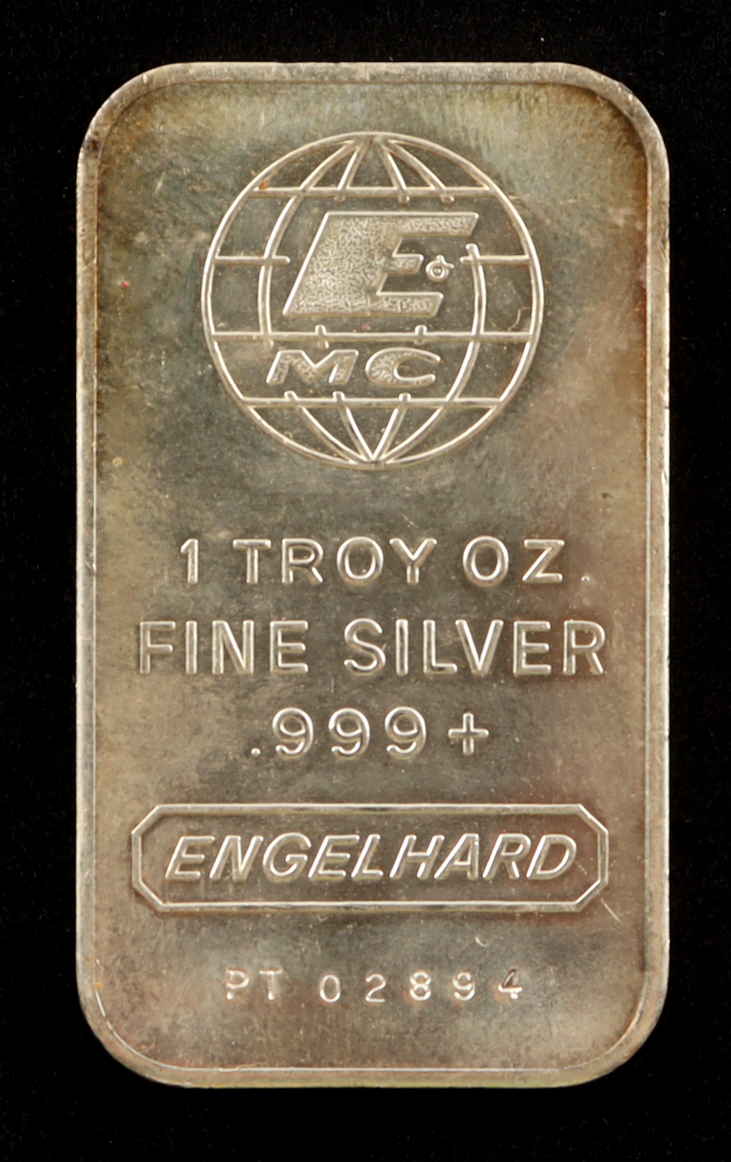 E&
MC
1 TROY OZ.
FINE SILVER
.999+
ENGELHARD
PT 02894